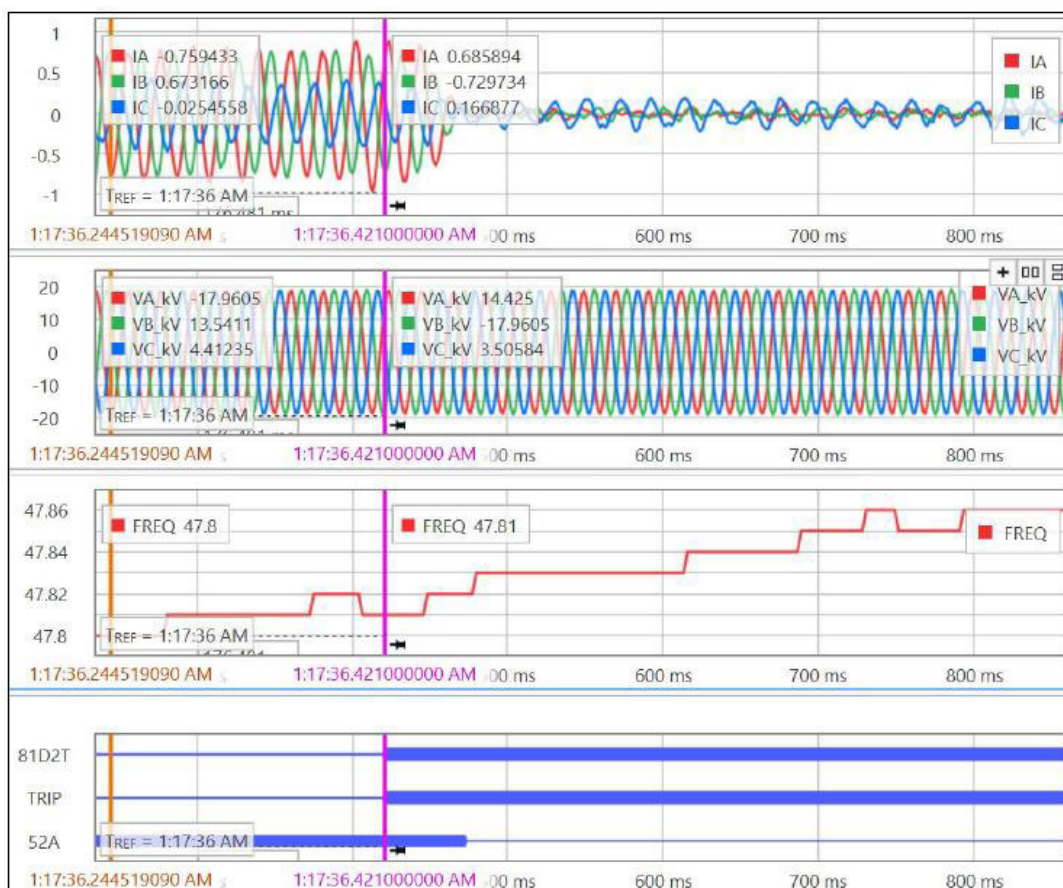 1
IA -0.759433
IA 0.685894
IA
0.5
IB 0.673166
IB -0.729734
IB
0
IC -0.0254558
IC 0.166877
IC
-0.5
TREF = 1:17:36 AM
-1
1:17:36.244519090 AM
1:17:36.421000000 AM
600 ms
700 ms
800 ms
20
VA_kV -17.9605
VA_kV 14.425
VA_kV
10
VB_kV 13.5411
VB_kV -17.9605
VB_kV
0
VC_kV 4.41235
VC_kV 3.50584
VC_kV
-10
TREF = 1:17:36 AM
-20
1:17:36.244519090 AM
1:17:36.421000000 AM
600 ms
700 ms
800 ms
47.86
FREQ 47.8
FREQ 47.81
FREQ
47.84
47.82
47.8
TREF = 1:17:36 AM
1:17:36.244519090 AM
1:17:36.421000000 AM
600 ms
700 ms
800 ms
81D2T
TRIP
52A
TREF = 1:17:36 AM
1:17:36.244519090 AM
1:17:36.421000000 AM
600 ms
700 ms
800 ms